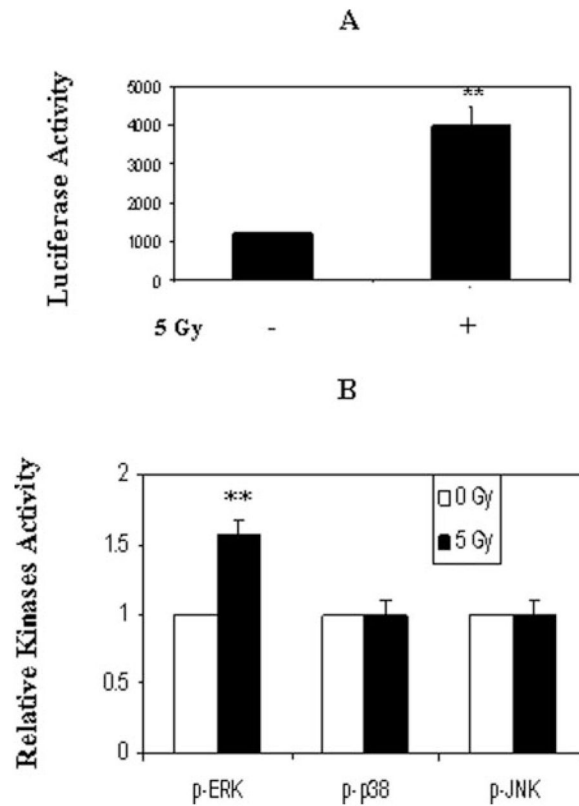 A
Luciferase Activity
5000
4000
3000
2000
1000
0
**
5 Gy - +
B
Relative Kinases Activity
2
1.5
1
0.5
0
**
0 Gy
5 Gy
p-ERK p-p38 p-JNK